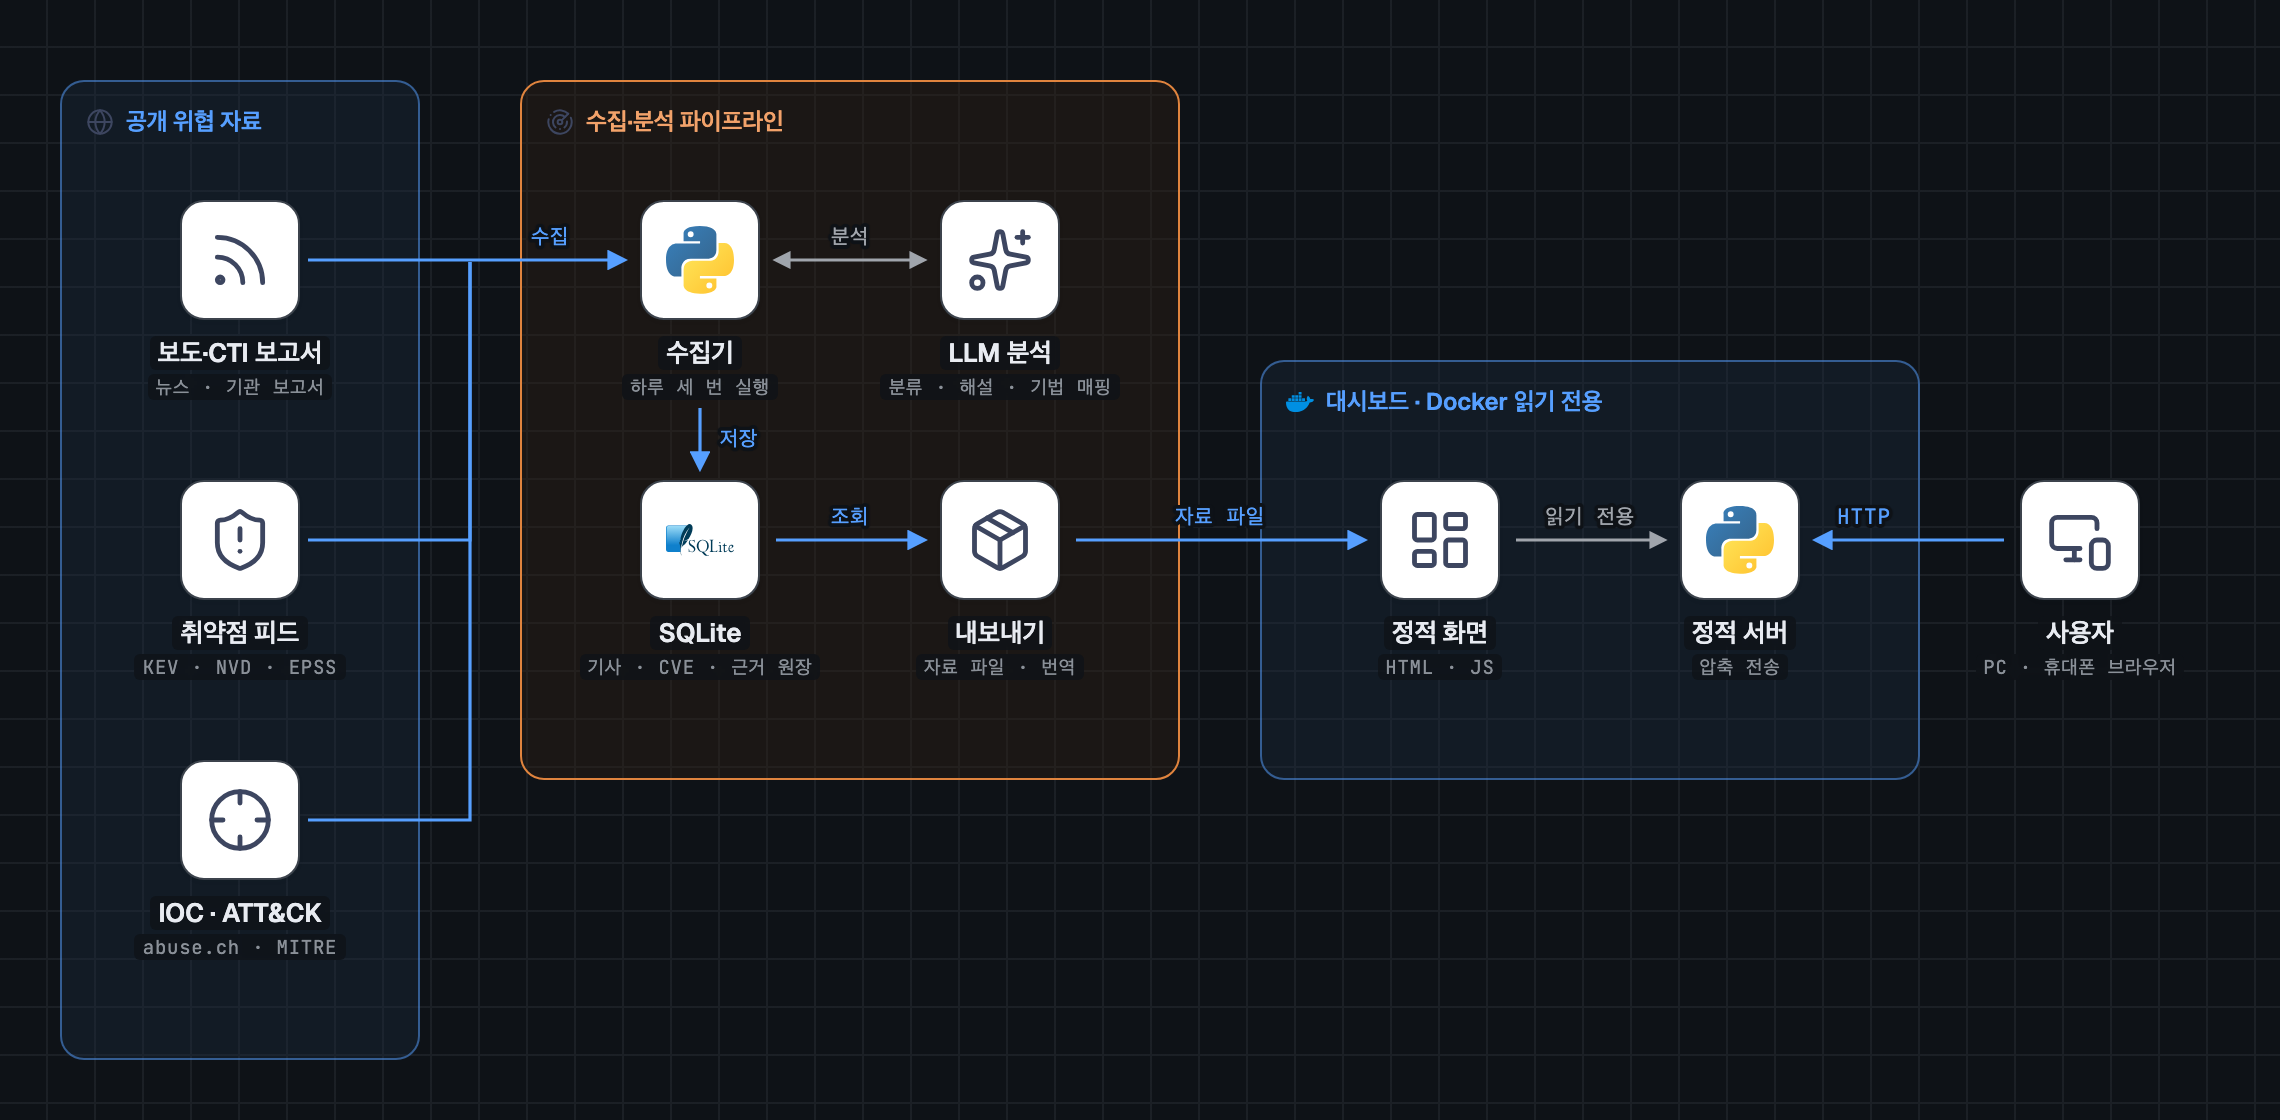 공개 위협 자료
보도·CTI 보고서
뉴스 · 기관 보고서
취약점 피드
KEV · NVD · EPSS
IOC · ATT&CK
abuse.ch · MITRE
수집
수집·분석 파이프라인
수집기
하루 세 번 실행
분석
LLM 분석
분류 · 해설 · 기법 매핑
저장
SQLite
SQLite
기사 · CVE · 근거 원장
조회
내보내기
자료 파일 · 번역
자료 파일
대시보드 · Docker 읽기 전용
정적 화면
HTML · JS
읽기 전용
정적 서버
압축 전송
HTTP
사용자
PC · 휴대폰 브라우저